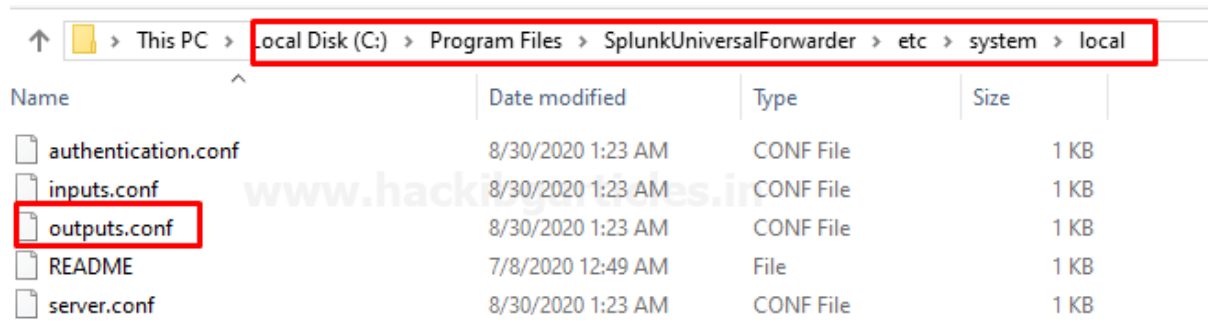 This PC > Local Disk (C:) > Program Files > SplunkUniversalForwarder > etc > system > local
Name Date modified Type Size
authentication.conf 8/30/2020 1:23 AM CONF File 1 KB
inputs.conf 8/30/2020 1:23 AM CONF File 1 KB
www.hackibgarticles.in
outputs.conf 8/30/2020 1:23 AM CONF File 1 KB
README 7/8/2020 12:49 AM File 1 KB
server.conf 8/30/2020 1:23 AM CONF File 1 KB